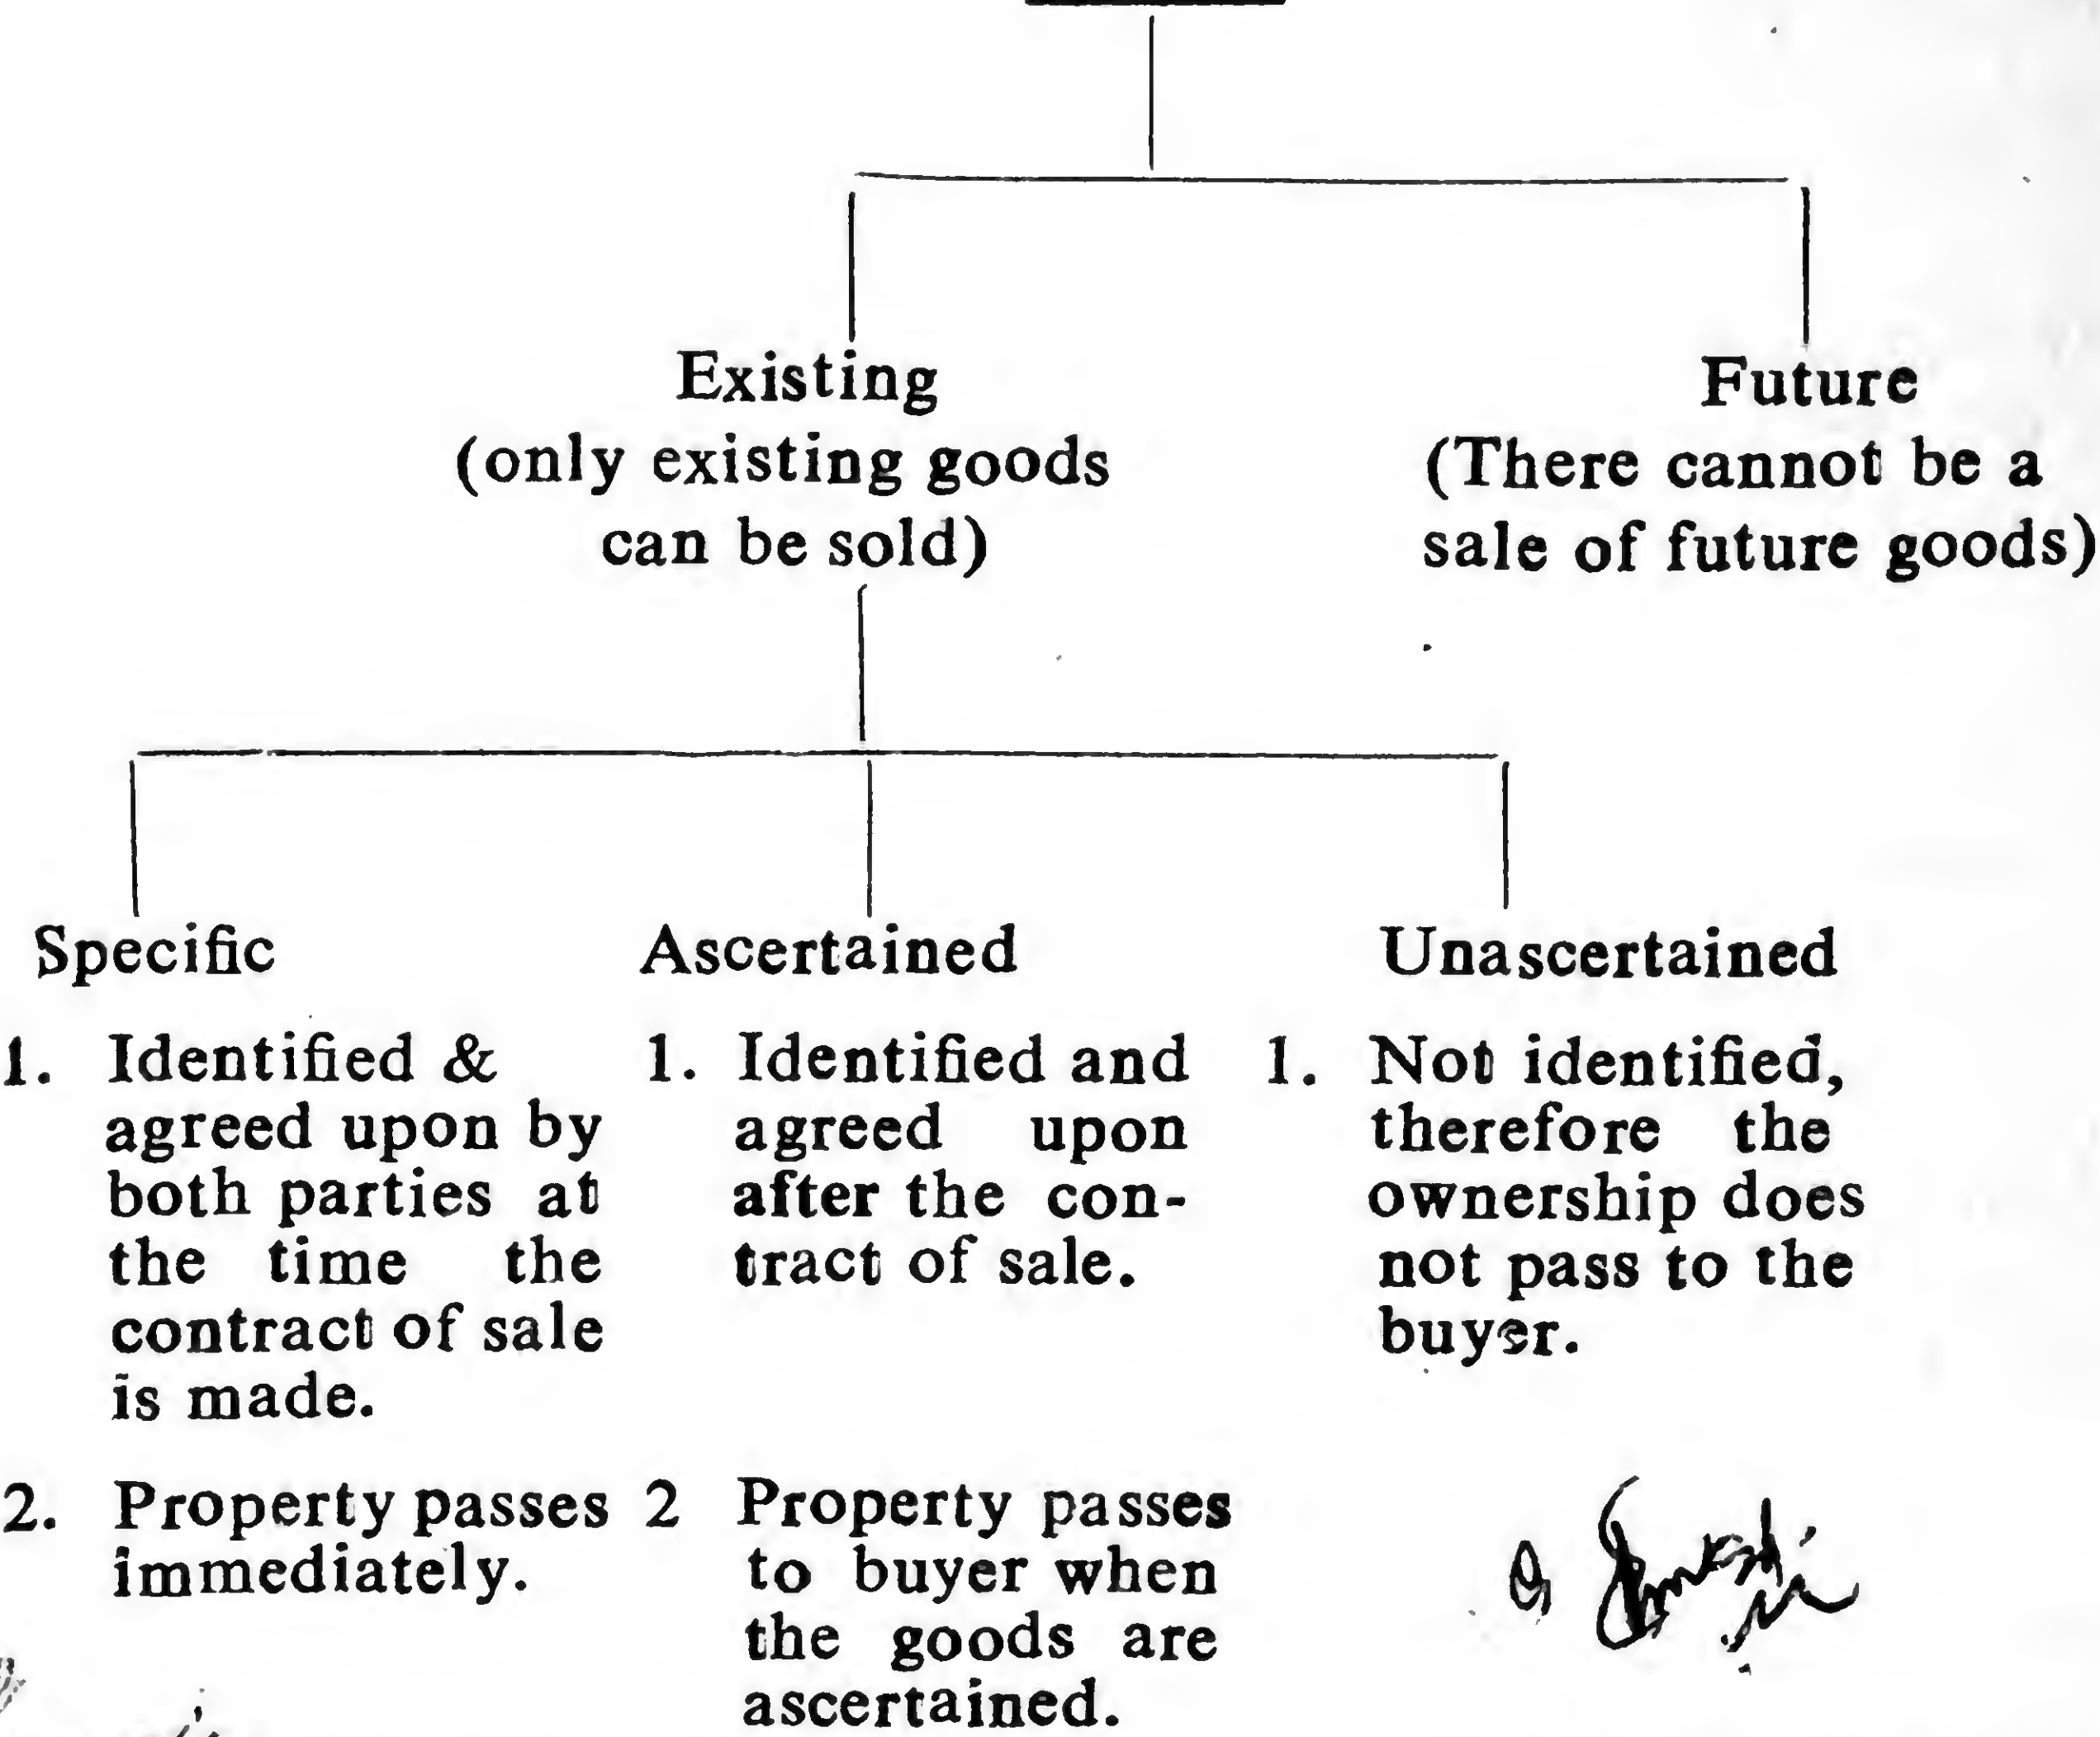 Existing
(only existing goods
can be sold)
Future
(There cannot be a
sale of future goods)
Specific
1. Identified &
agreed upon by
both parties at
the time the
contract of sale
is made.
2. Property passes
immediately.
Ascertained
1. Identified and
agreed upon
after the con-
tract of sale.
2 Property passes
to buyer when
the goods are
ascertained.
Unascertained
1. Not identified,
therefore the
ownership does
not pass to the
buyer.